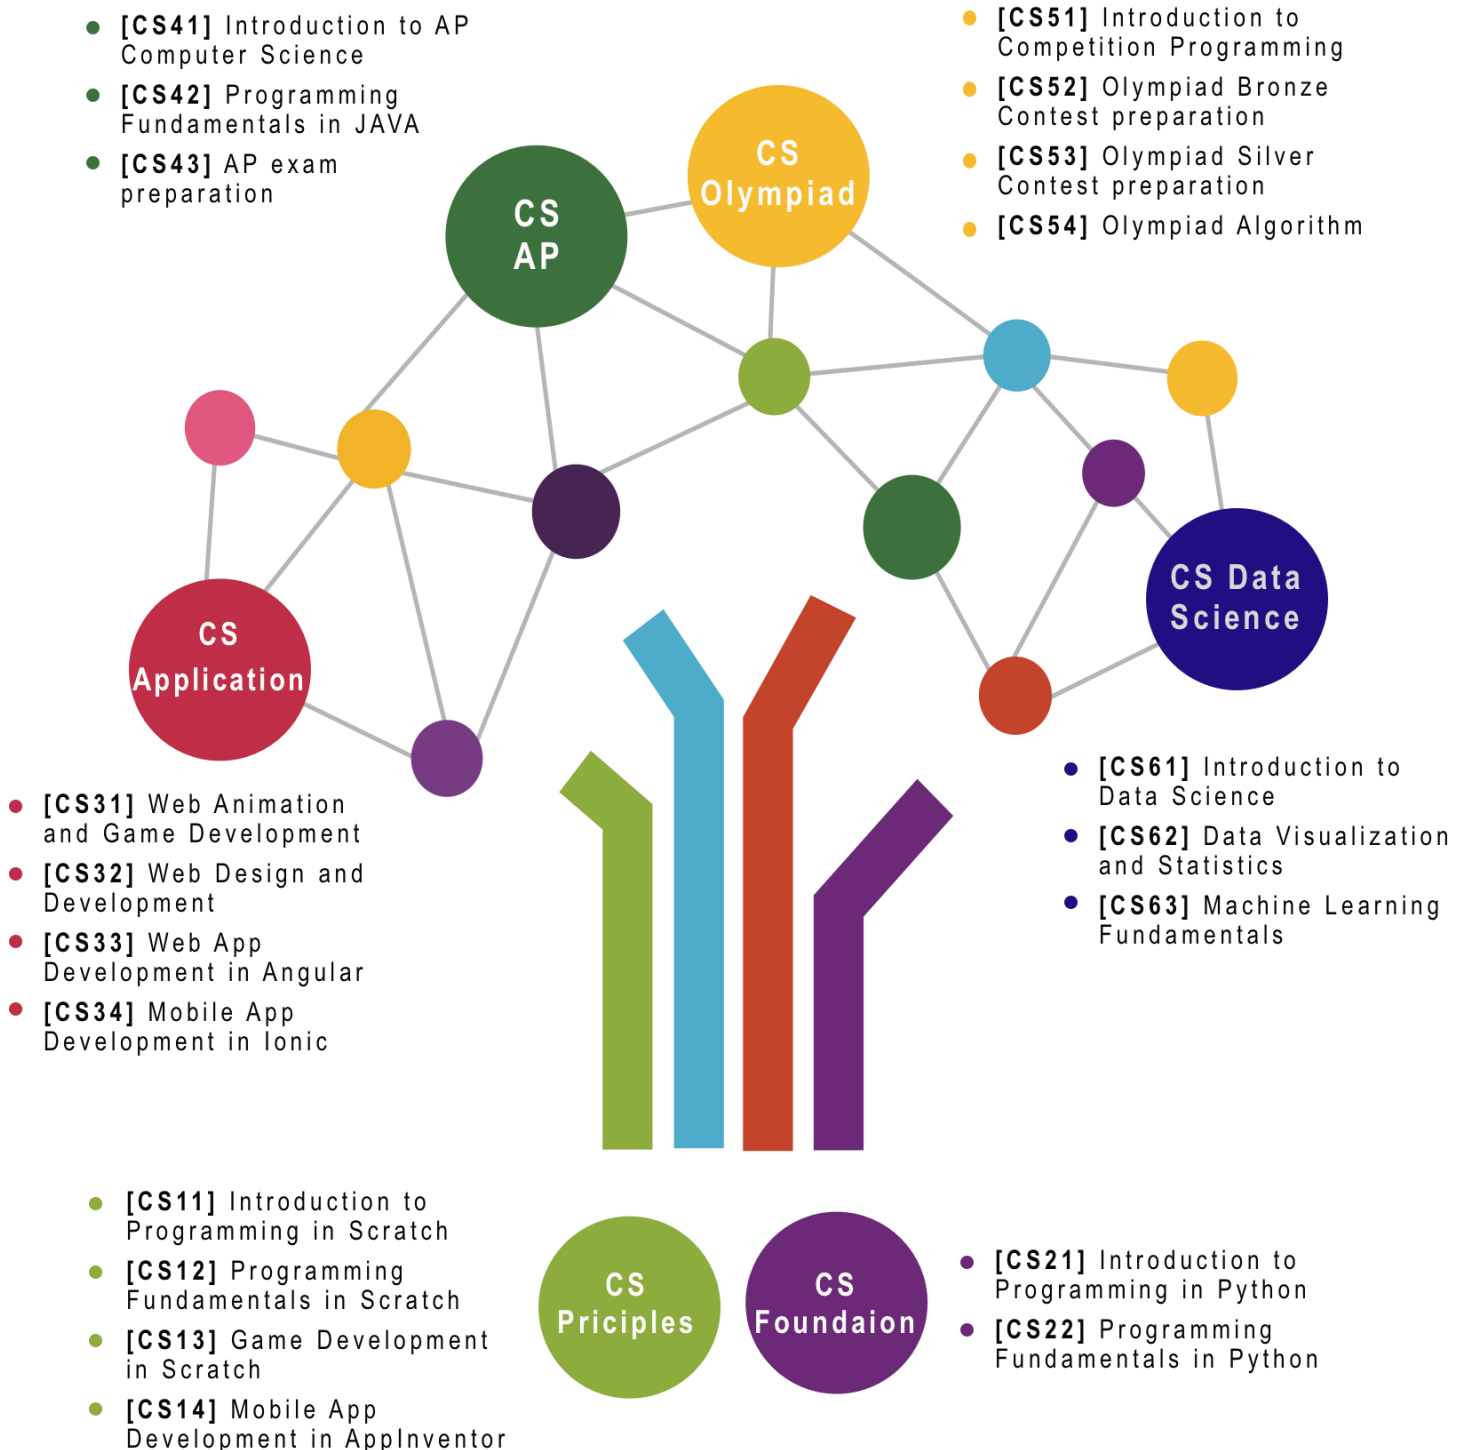 [CS41] Introduction to AP
Computer Science
[CS42] Programming
Fundamentals in JAVA
[CS43] AP exam
preparation
[CS51] Introduction to
Competition Programming
[CS52] Olympiad Bronze
Contest preparation
[CS53] Olympiad Silver
Contest preparation
[CS54] Olympiad Algorithm
CS
AP
CS
Olympiad
CS
Application
CS Data
Science
[CS31] Web Animation
and Game Development
[CS32] Web Design and
Development
[CS33] Web App
Development in Angular
[CS34] Mobile App
Development in Ionic
[CS61] Introduction to
Data Science
[CS62] Data Visualization
and Statistics
[CS63] Machine Learning
Fundamentals
[CS11] Introduction to
Programming in Scratch
[CS12] Programming
Fundamentals in Scratch
[CS13] Game Development
in Scratch
[CS14] Mobile App
Development in AppInventor
CS
Priciples
CS
Foundaion
[CS21] Introduction to
Programming in Python
[CS22] Programming
Fundamentals in Python